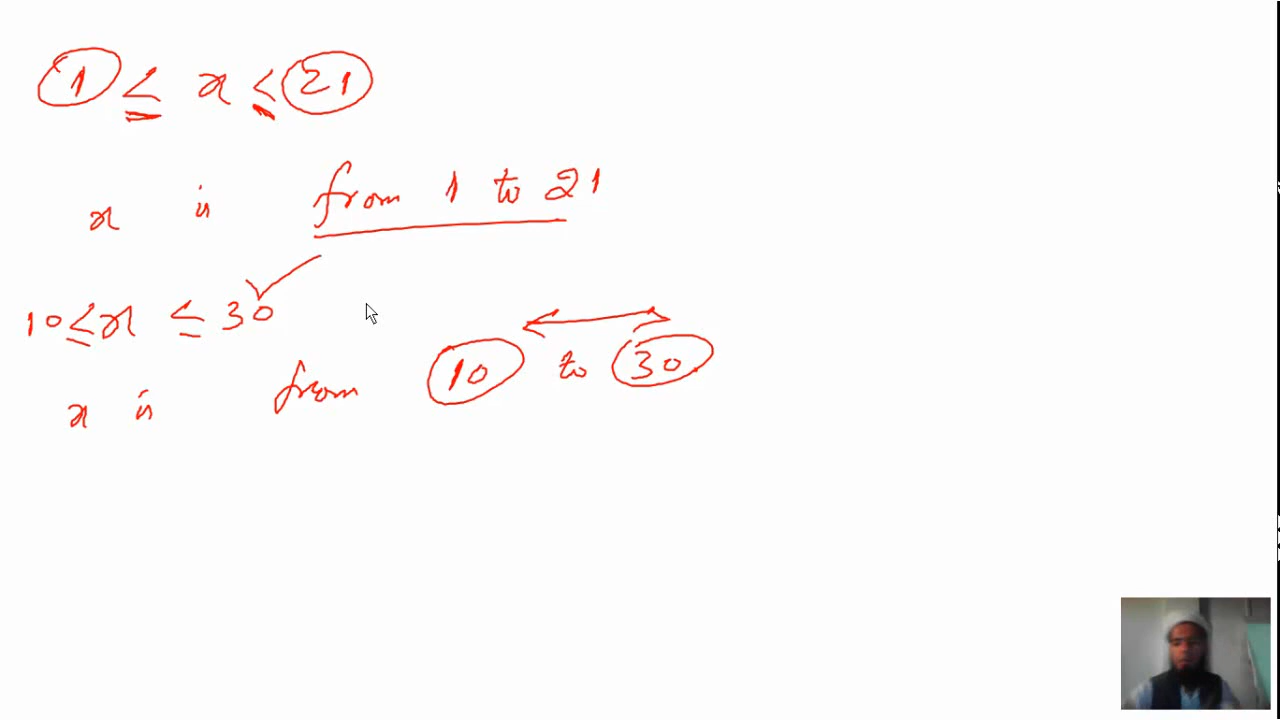 1 ≤ x ≤ 21
x is from 1 to 21
10 ≤ x ≤ 30
x is from 10 to 30